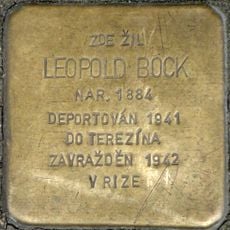 ZDE ŽIL
LEOPOLD BOCK
NAR. 1884
DEPORTOVÁN 1941
DO TEREZÍNA
ZAVRAŽDĚN 1942
V RIZE